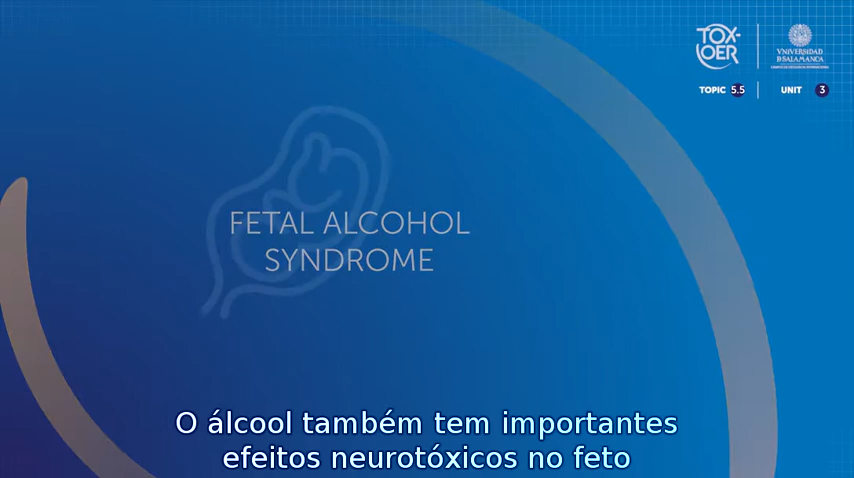 TOX-
OER
VNIVERSIDAD
D SALAMANCA
TOPIC 5.5 UNIT 3
FETAL ALCOHOL
SYNDROME
O álcool também tem importantes
efeitos neurotóxicos no feto